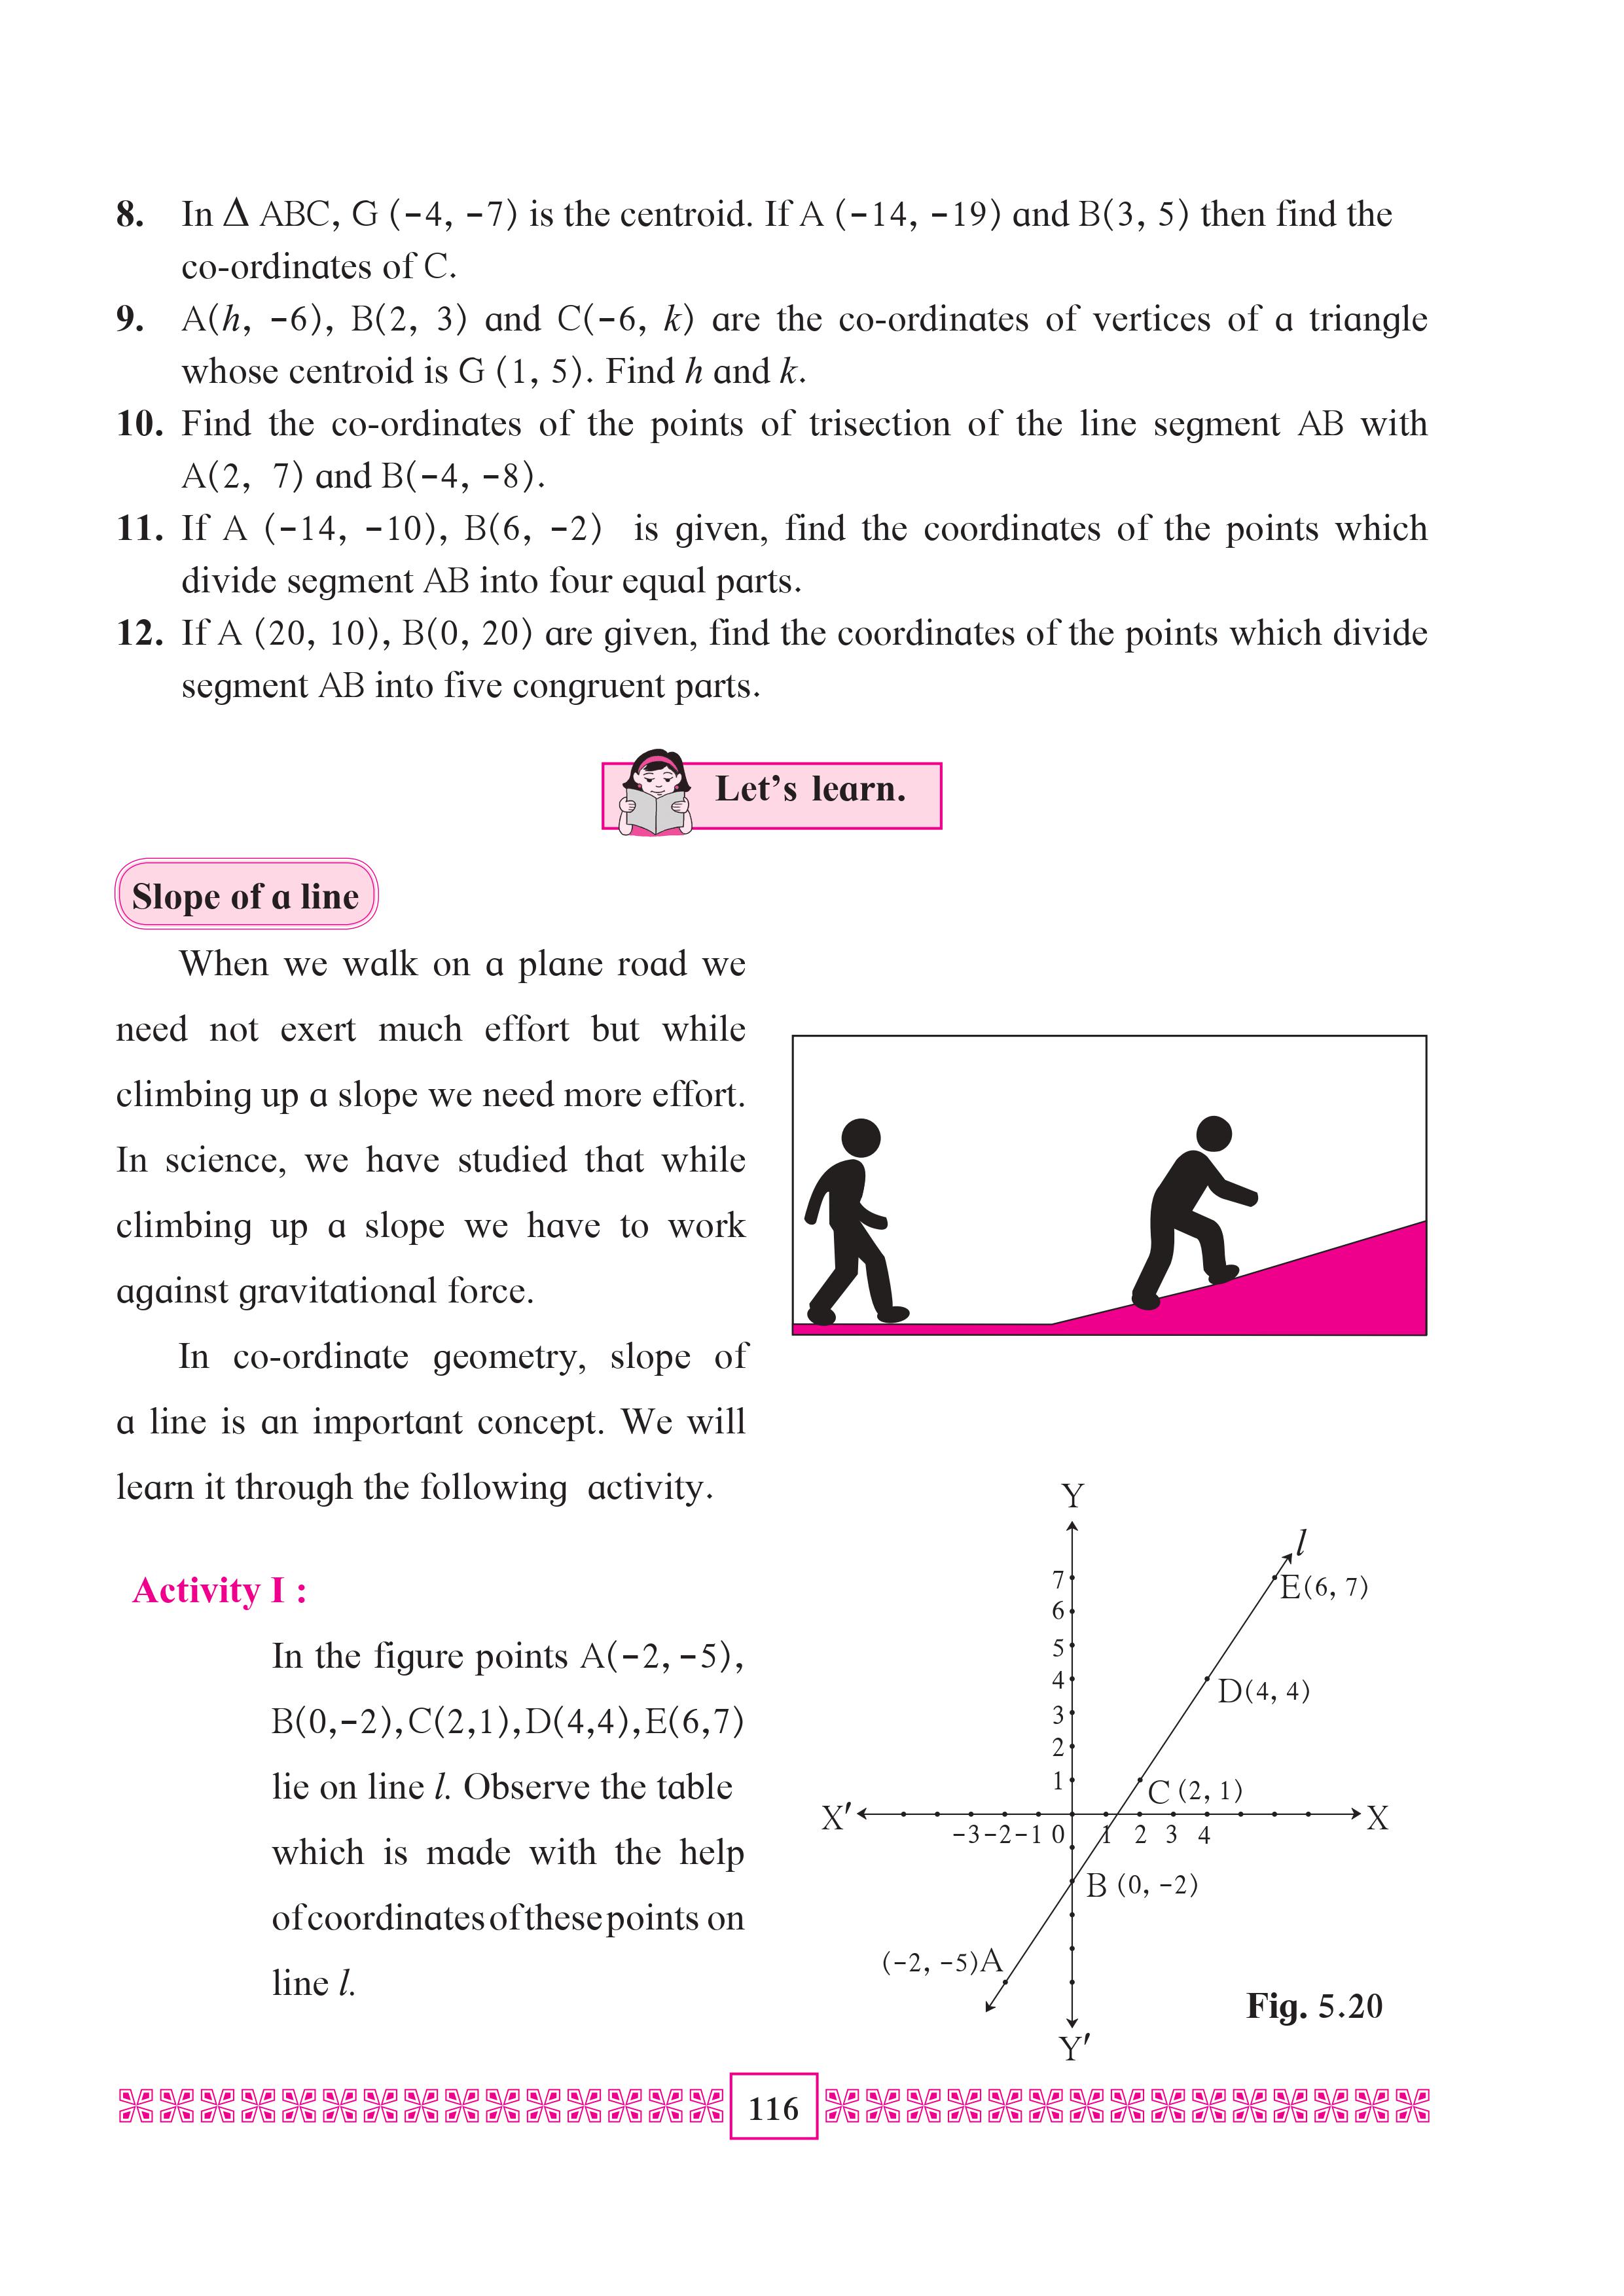 8. In Δ ABC, G (-4, -7) is the centroid. If A (-14, -19) and B(3, 5) then find the
co-ordinates of C.
9. A(h, -6), B(2, 3) and C(-6, k) are the co-ordinates of vertices of a triangle
whose centroid is G (1, 5). Find h and k.
10. Find the co-ordinates of the points of trisection of the line segment AB with
A(2, 7) and B(-4, -8).
11. If A (-14, -10), B(6, -2) is given, find the coordinates of the points which
divide segment AB into four equal parts.
12. If A (20, 10), B(0, 20) are given, find the coordinates of the points which divide
segment AB into five congruent parts.
Let's learn.
Slope of a line
When we walk on a plane road we
need not exert much effort but while
climbing up a slope we need more effort.
In science, we have studied that while
climbing up a slope we have to work
against gravitational force.
In co-ordinate geometry, slope of
a line is an important concept. We will
learn it through the following activity.
Activity I :
In the figure points A(-2, -5),
B(0,-2), C(2,1), D(4,4), E(6,7)
lie on line l. Observe the table
which is made with the help
of coordinates of these points on
line l.
Y
l
7
E(6, 7)
6
5
4
D(4, 4)
3
2
1
C (2, 1)
X′
X
-3 -2 -1 0 1 2 3 4
B (0, -2)
(-2, -5)A
Fig. 5.20
Y′
116